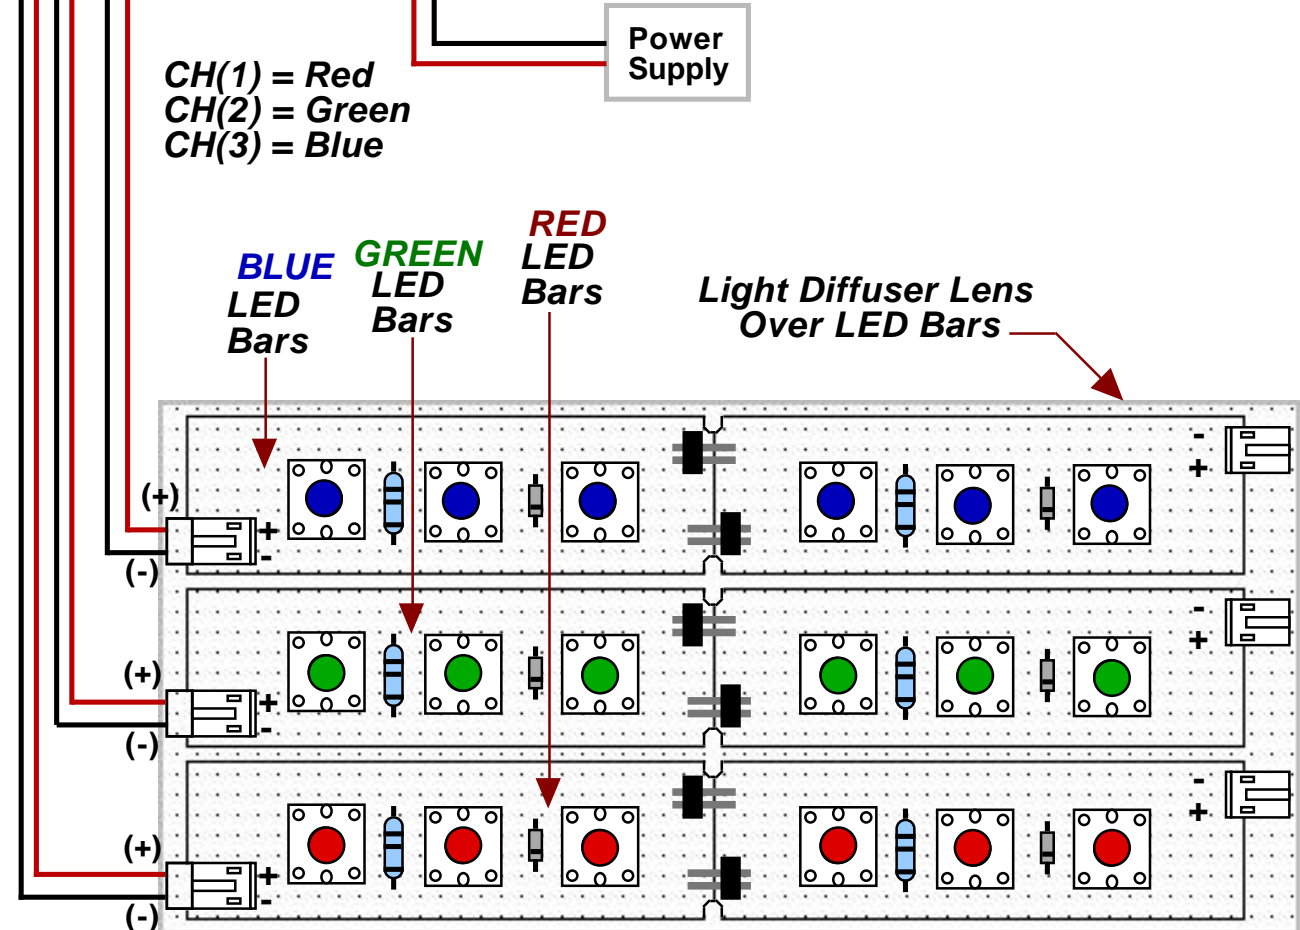 Power
Supply
CH(1) = Red
CH(2) = Green
CH(3) = Blue
BLUE
LED
Bars
GREEN
LED
Bars
RED
LED
Bars
Light Diffuser Lens
Over LED Bars
-
+
(+)
+
-
(-)
-
+
(+)
+
-
(-)
-
+
(+)
+
-
(-)